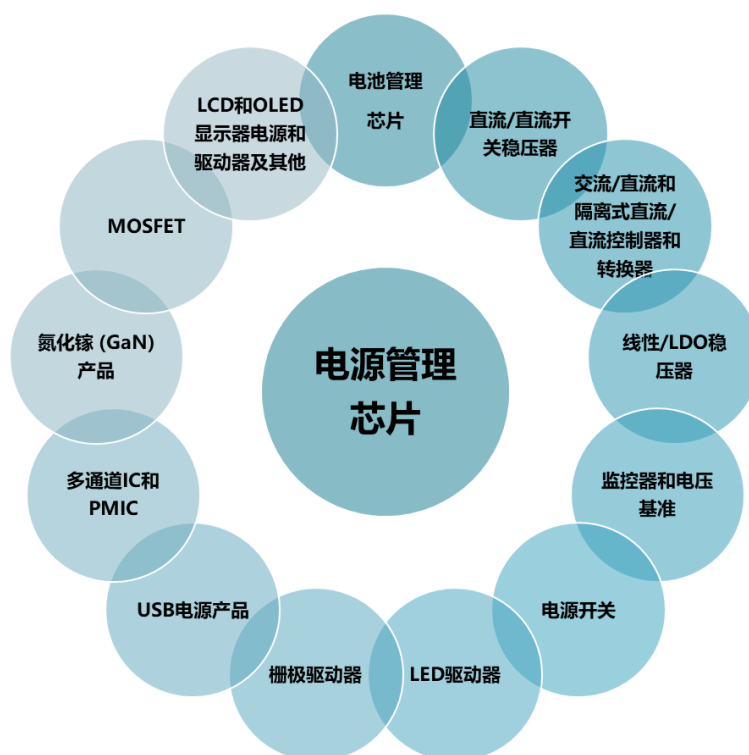 电池管理
芯片
直流/直流开
关稳压器
交流/直流和
隔离式直流/
直流控制器和
转换器
线性/LDO稳
压器
监控器和电压
基准
电源开关
LED驱动器
栅极驱动器
USB电源产品
多通道IC和
PMIC
氮化镓 (GaN)
产品
MOSFET
LCD和OLED
显示器电源和
驱动器及其他
电源管理
芯片